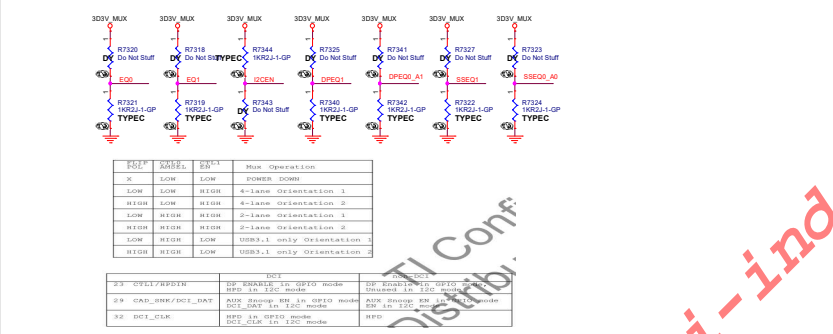 3D3V_MUX 3D3V_MUX 3D3V_MUX 3D3V_MUX 3D3V_MUX 3D3V_MUX 3D3V_MUX
R7320 R7318 R7344 R7325 R7341 R7327 R7323
DY Do Not Stuff DY Do Not Stuff TYPEC 1KR2J-1-GP DY Do Not Stuff DY Do Not Stuff DY Do Not Stuff DY Do Not Stuff
EQ0 EQ1 I2CEN DPEQ1 DPEQ0_A1 SSEQ1 SSEQ0_A0
R7321 R7319 R7343 R7340 R7342 R7322 R7324
1KR2J-1-GP 1KR2J-1-GP DY Do Not Stuff 1KR2J-1-GP 1KR2J-1-GP 1KR2J-1-GP 1KR2J-1-GP
TYPEC TYPEC TYPEC TYPEC TYPEC TYPEC
FLIP CTL0 CTL1
POL AMSEL EN Mux Operation
X LOW LOW POWER DOWN
LOW LOW HIGH 4-lane Orientation 1
HIGH LOW HIGH 4-lane Orientation 2
LOW HIGH HIGH 2-lane Orientation 1
HIGH HIGH HIGH 2-lane Orientation 2
LOW HIGH LOW USB3.1 only Orientation 1
HIGH HIGH LOW USB3.1 only Orientation 2
DCI non-DCI
23 CTL1/HPDIN DP ENABLE in GPIO mode DP Enable in GPIO mode,
HPD in I2C mode Unused in I2C mode
29 CAD_SNK/DCI_DAT AUX Snoop EN in GPIO mode AUX Snoop EN in GPIO mode
DCI_DAT in I2C mode EN in I2C mode
32 DCI_CLK HPD in GPIO mode HPD
DCI_CLK in I2C mode
TI Confi
Distribu
i-ind